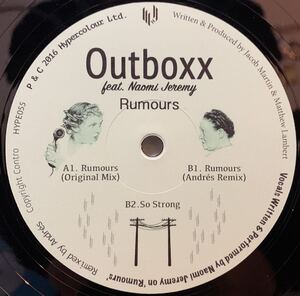 Outboxx
feat. Naomi Jeremy
Rumours
A1. Rumours
(Original Mix)
B1. Rumours
(Andrés Remix)
B2. So Strong
HYPE055
P & C 2016 Hypercolour Ltd.
Written & Produced by Jacob Martin & Matthew Lambert
Vocals Written & Performed by Naomi Jeremy on 'Rumours'
Remixed by Andrés
Copyright Control